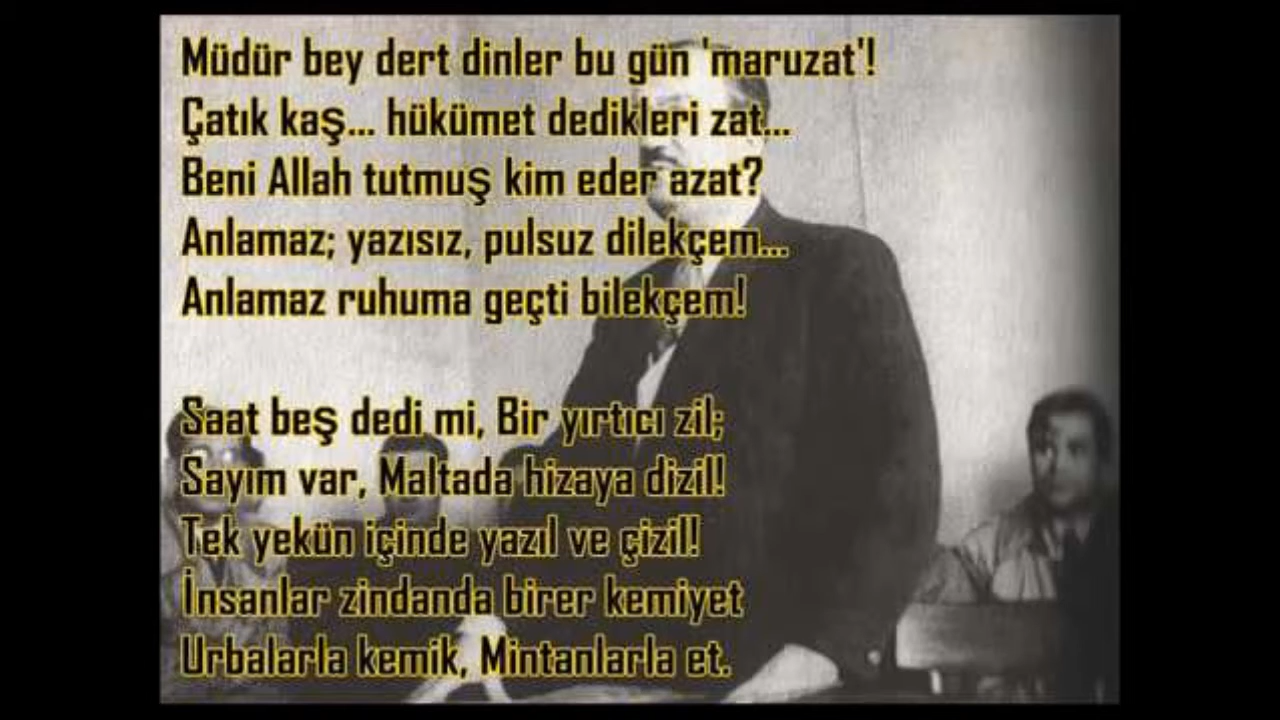 Müdür bey dert dinler bu gün 'maruzat'!
Çatık kaş... hükümet dedikleri zat...
Beni Allah tutmuş kim eder azat?
Anlamaz; yazısız, pulsuz dilekçem...
Anlamaz ruhuma geçti bilekçem!
Saat beş dedi mi, Bir yırtıcı zil;
Sayım var, Maltada hizaya dizil!
Tek yekün içinde yazıl ve çizil!
İnsanlar zindanda birer kemiyet
Urbalarla kemik, Mintanlarla et.